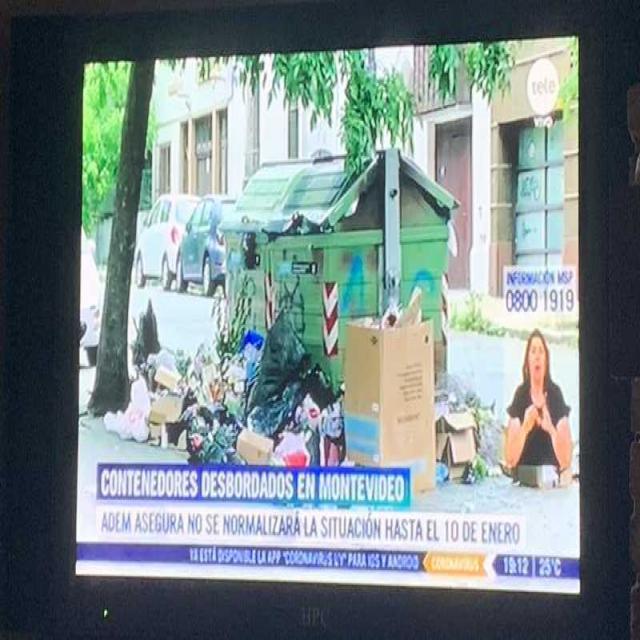 tele
INFORMACIÓN MSP
0800 1919
CONTENEDORES DESBORDADOS EN MONTEVIDEO
ADEM ASEGURA NO SE NORMALIZARÁ LA SITUACIÓN HASTA EL 10 DE ENERO
YA ESTÁ DISPONIBLE LA APP "CORONAVIRUS UY" PARA IOS Y ANDROID
CORONAVIRUS
19:12 25°C